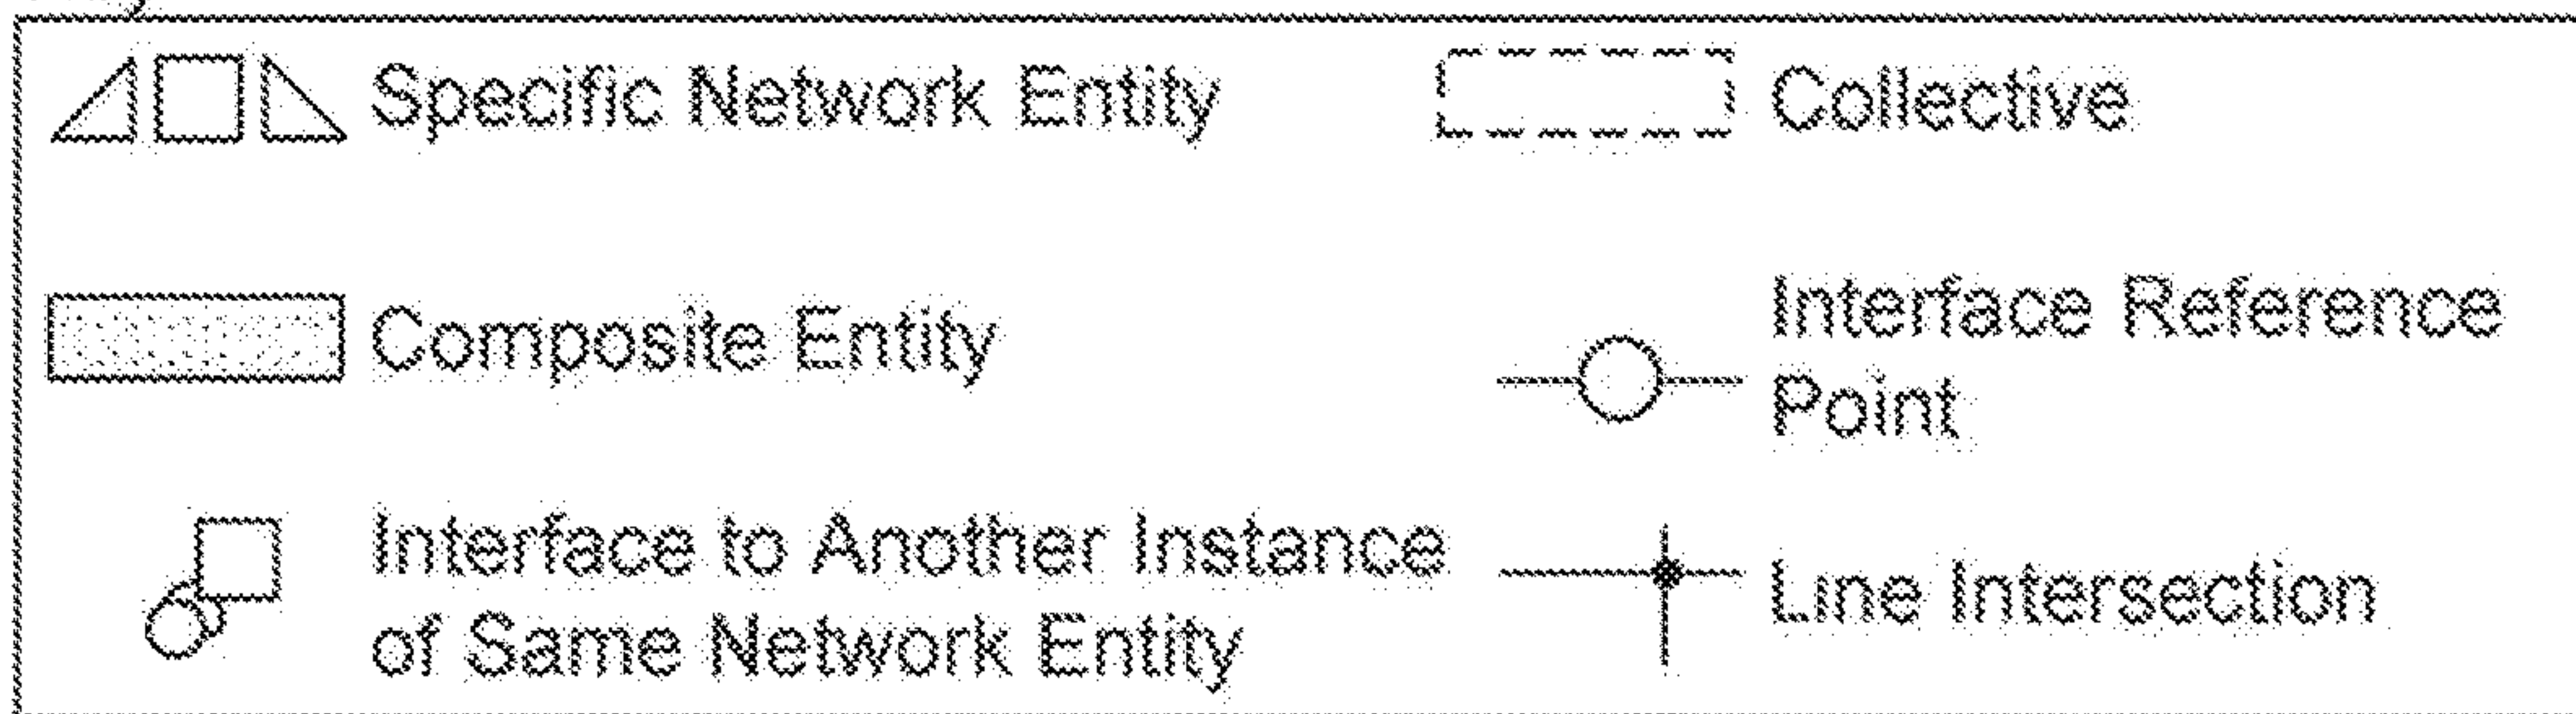 Specific Network Entity
Collective
Composite Entity
Interface Reference
Point
Interface to Another Instance
of Same Network Entity
Line Intersection